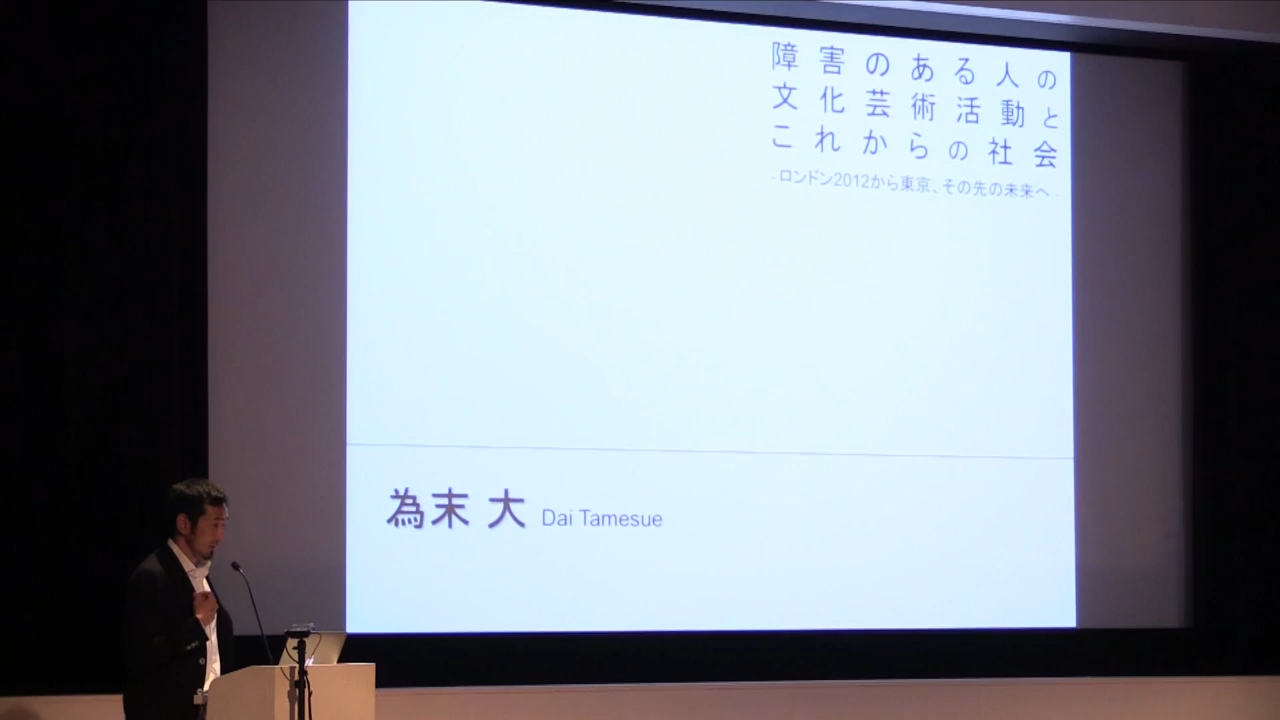 障害のある人の
文化芸術活動と
これからの社会
- ロンドン2012から東京、その先の未来へ -
為末 大 Dai Tamesue